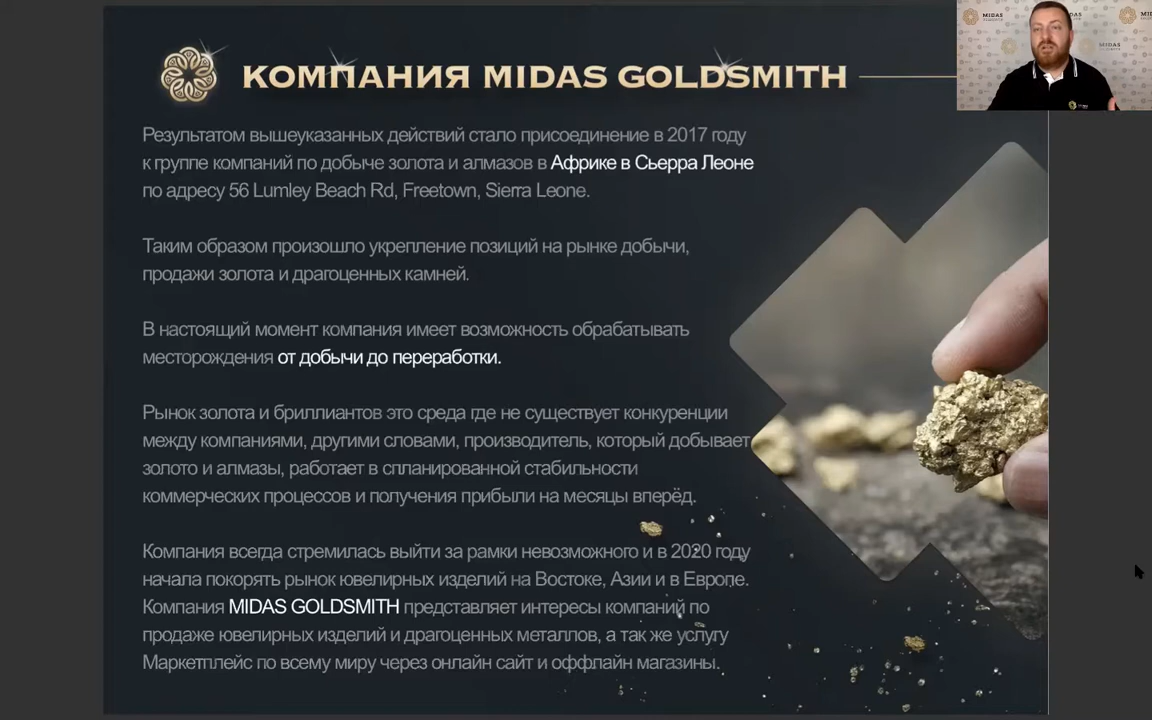 КОМПАНИЯ MIDAS GOLDSMITH
Результатом вышеуказанных действий стало присоединение в 2017 году
к группе компаний по добыче золота и алмазов в Африке в Сьерра Леоне
по адресу 56 Lumley Beach Rd, Freetown, Sierra Leone.
Таким образом произошло укрепление позиций на рынке добычи,
продажи золота и драгоценных камней.
В настоящий момент компания имеет возможность обрабатывать
месторождения от добычи до переработки.
Рынок золота и бриллиантов это среда где не существует конкуренции
между компаниями, другими словами, производитель, который добывает
золото и алмазы, работает в спланированной стабильности
коммерческих процессов и получения прибыли на месяцы вперёд.
Компания всегда стремилась выйти за рамки невозможного и в 2020 году
начала покорять рынок ювелирных изделий на Востоке, Азии и в Европе.
Компания MIDAS GOLDSMITH представляет интересы компаний по
продаже ювелирных изделий и драгоценных металлов, а так же услугу
Маркетплейс по всему миру через онлайн сайт и оффлайн магазины.
MIDAS
MIDAS
MIDAS